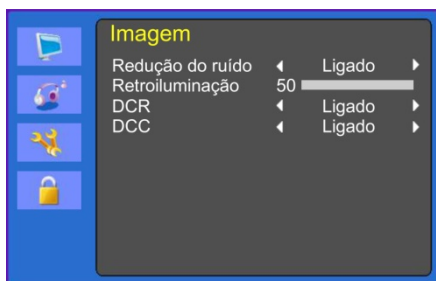 Imagem
Redução do ruído Ligado
Retroiluminação 50
DCR Ligado
DCC Ligado